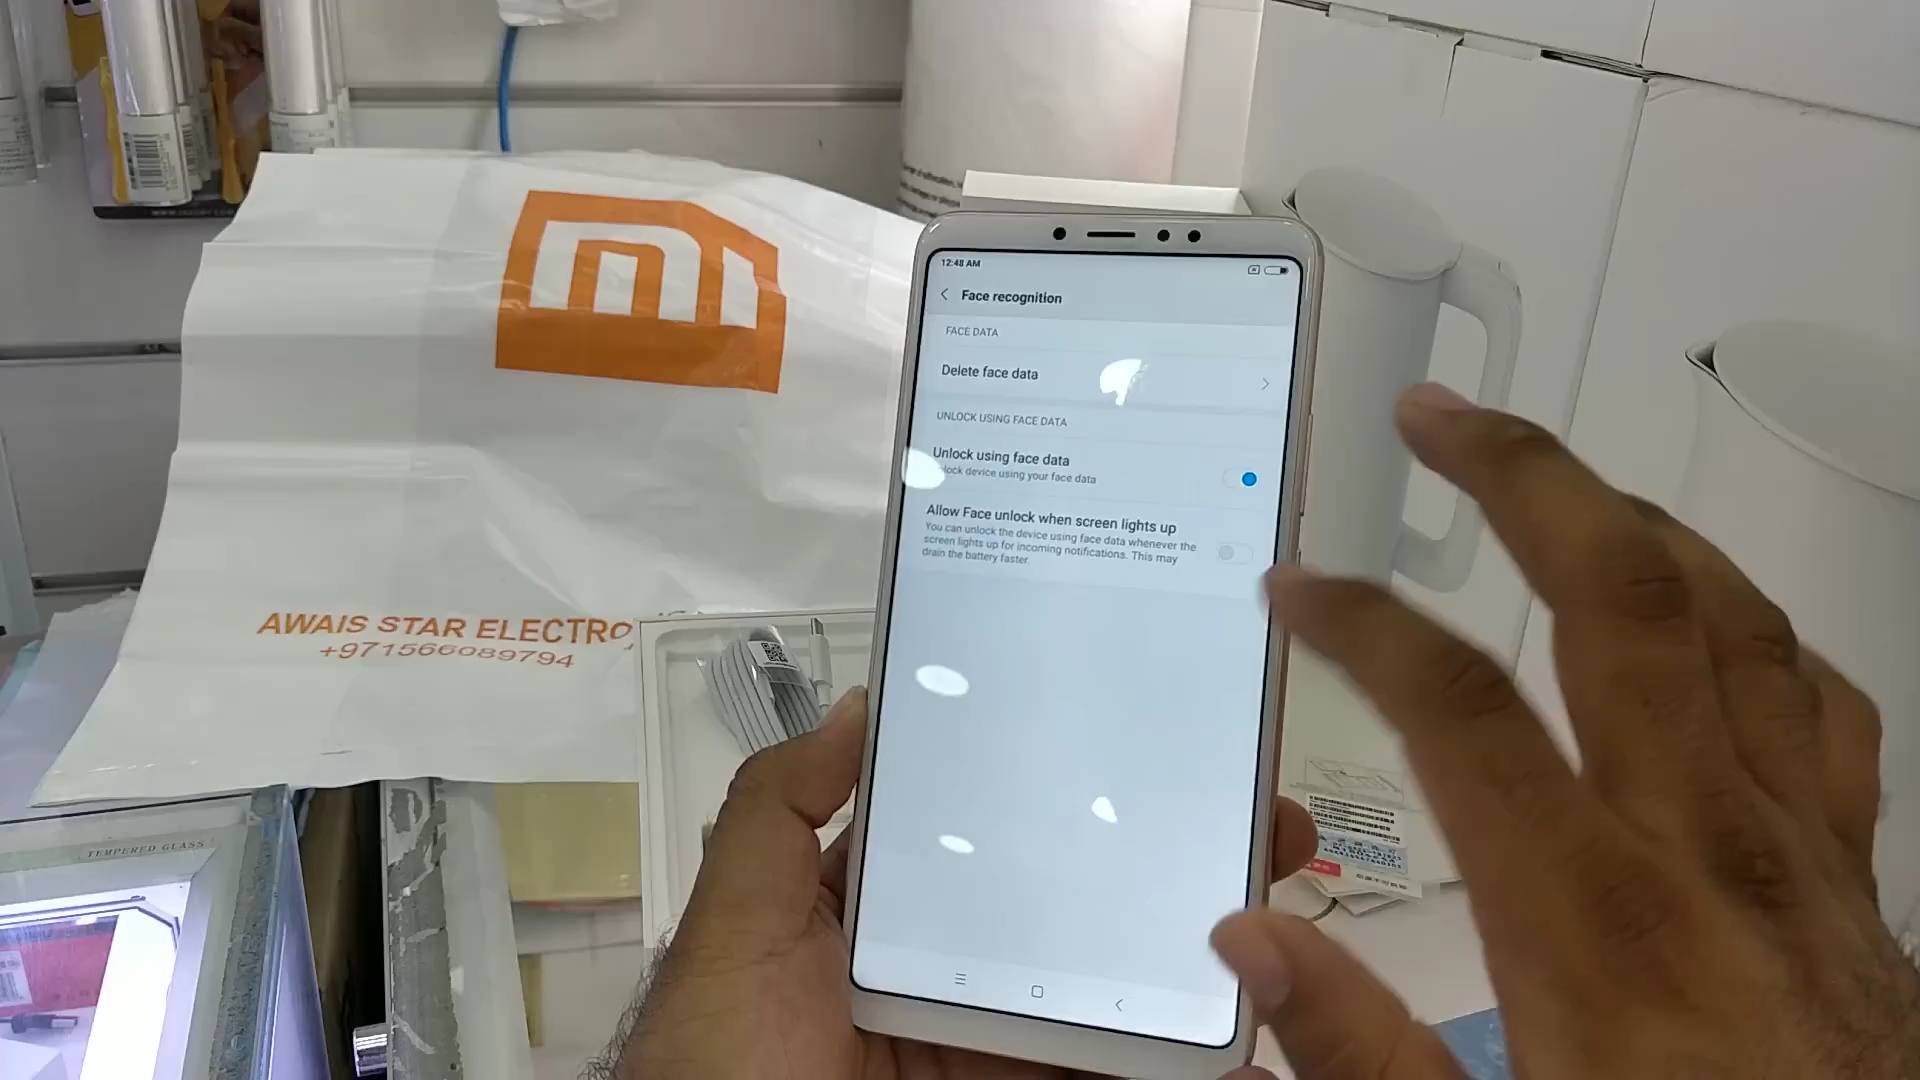 12:48 AM
Face recognition
FACE DATA
Delete face data
UNLOCK USING FACE DATA
Unlock using face data
lock device using your face data
Allow Face unlock when screen lights up
You can unlock the device using face data whenever the
screen lights up for incoming notifications. This may
drain the battery faster.
AWAIS STAR ELECTRO
+971566089794
TEMPERED GLASS